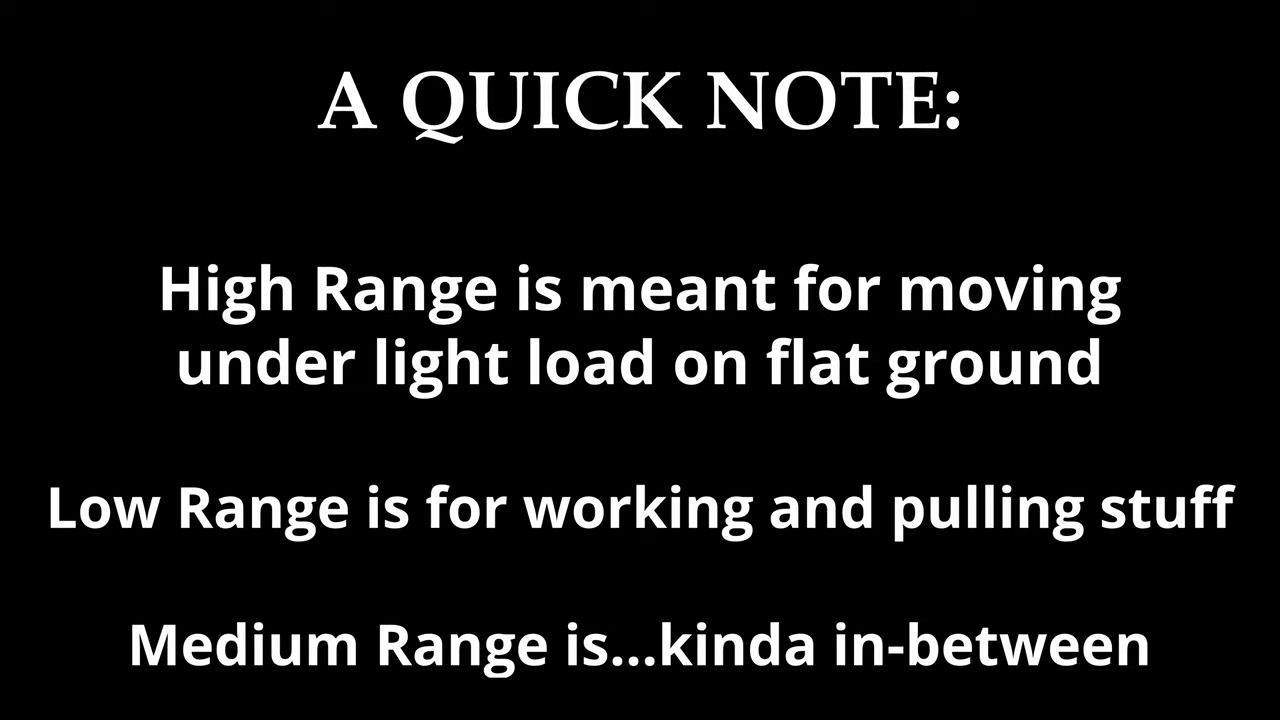 A QUICK NOTE:
High Range is meant for moving
under light load on flat ground
Low Range is for working and pulling stuff
Medium Range is...kinda in-between